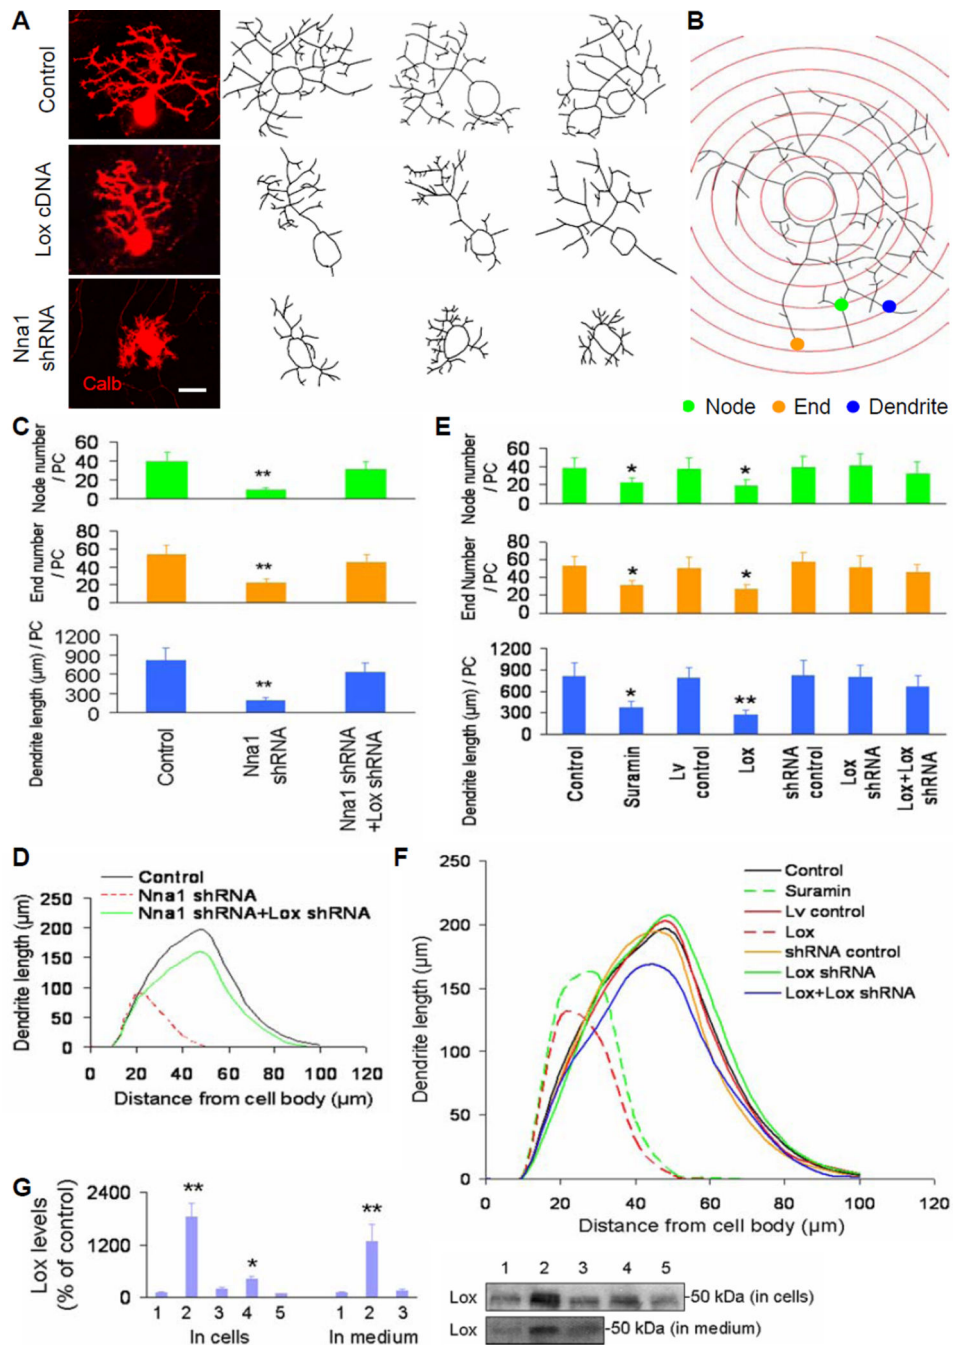 A
Control
Lox cDNA
Nna1
shRNA
Calb
B
Node
End
Dendrite
C
Node number
/ PC
60
40
20
0
**
End number
/ PC
80
60
40
20
0
**
Dendrite length (µm) / PC
1200
900
600
300
0
**
Control
Nna1
shRNA
Nna1 shRNA
+Lox shRNA
E
Node number
/ PC
60
40
20
0
*
*
End Number
/ PC
80
60
40
20
0
*
*
Dendrite length (µm) / PC
1200
900
600
300
0
*
**
Control
Suramin
Lv
control
Lox
shRNA
control
Lox
shRNA
Lox+Lox
shRNA
D
Control
Nna1 shRNA
Nna1 shRNA+Lox shRNA
Dendrite length (µm)
250
200
150
100
50
0
0 20 40 60 80 100 120
Distance from cell body (µm)
F
Control
Suramin
Lv control
Lox
shRNA control
Lox shRNA
Lox+Lox shRNA
Dendrite length (µm)
250
200
150
100
50
0
0 20 40 60 80 100 120
Distance from cell body (µm)
G
Lox levels
(% of control)
2400
1200
0
**
*
**
1 2 3 4 5 1 2 3
In cells In medium
1 2 3 4 5
Lox -50 kDa (in cells)
Lox -50 kDa (in medium)